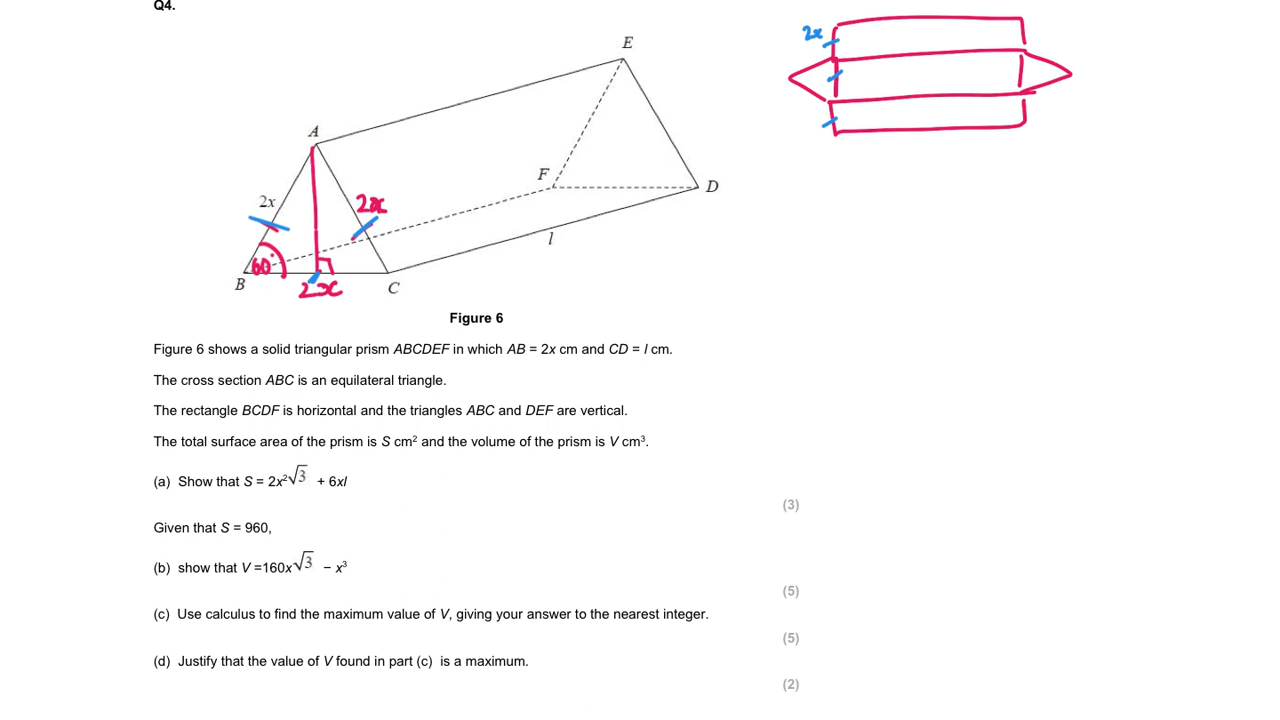 Q4.
2x
E
A
F
D
2x
2x
l
60°
B
2x
C
Figure 6
Figure 6 shows a solid triangular prism ABCDEF in which AB = 2x cm and CD = l cm.
The cross section ABC is an equilateral triangle.
The rectangle BCDF is horizontal and the triangles ABC and DEF are vertical.
The total surface area of the prism is S cm² and the volume of the prism is V cm³.
(a) Show that S = 2x²√3 + 6xl
(3)
Given that S = 960,
(b) show that V =160x√3 − x³
(5)
(c) Use calculus to find the maximum value of V, giving your answer to the nearest integer.
(5)
(d) Justify that the value of V found in part (c) is a maximum.
(2)